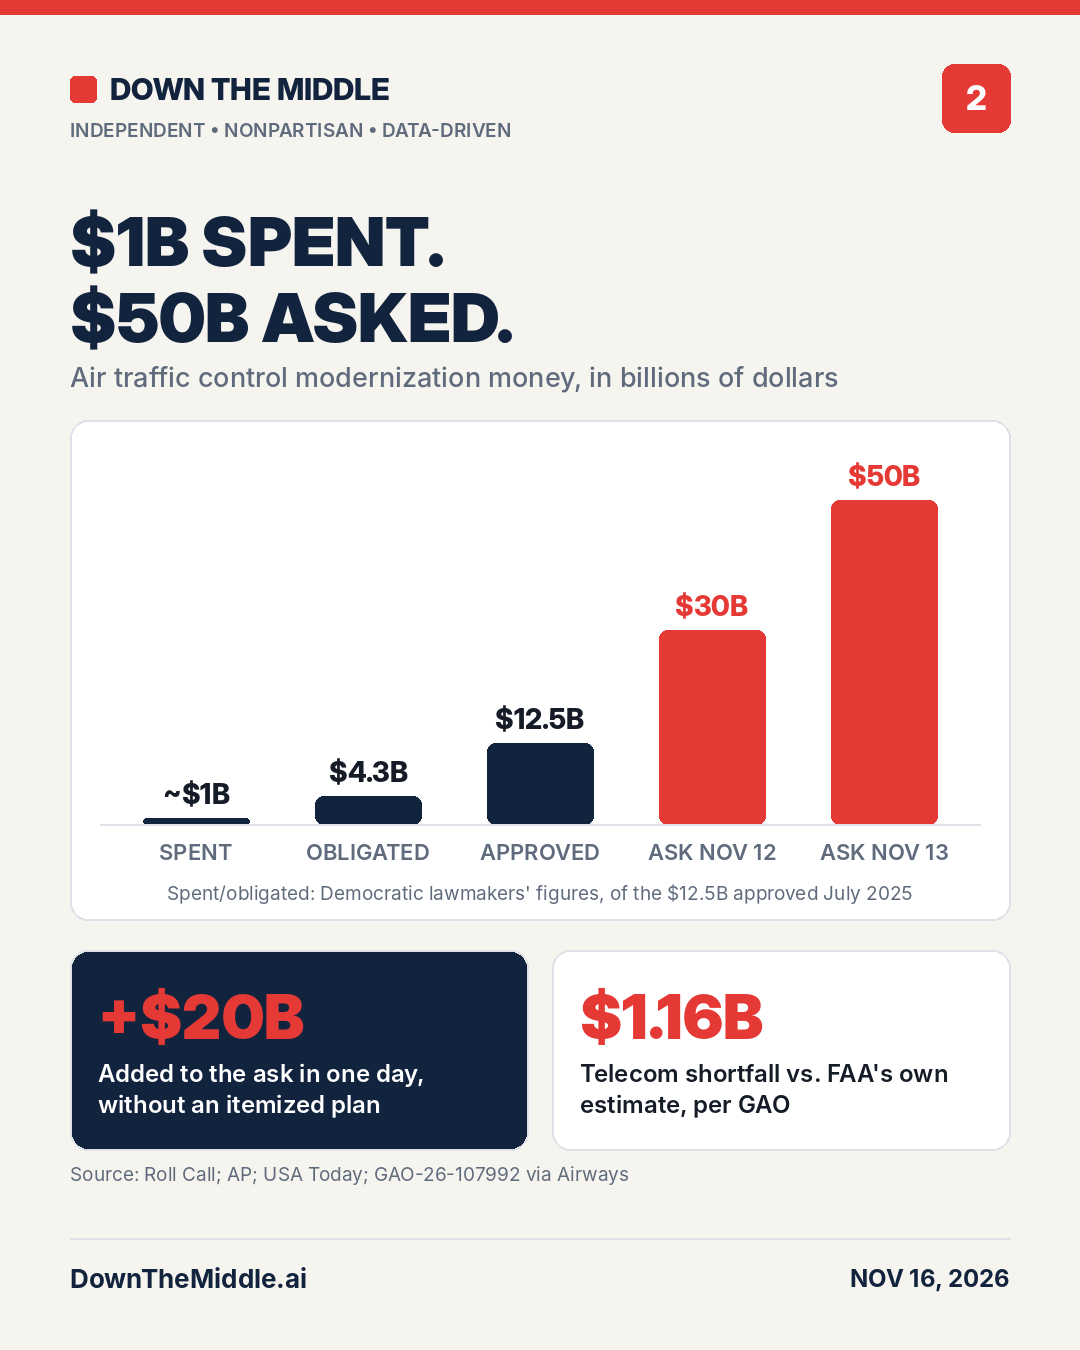 DOWN THE MIDDLE
2
INDEPENDENT • NONPARTISAN • DATA-DRIVEN
$1B SPENT.
$50B ASKED.
Air traffic control modernization money, in billions of dollars
$50B
$30B
$12.5B
$4.3B
~$1B
SPENT OBLIGATED APPROVED ASK NOV 12 ASK NOV 13
Spent/obligated: Democratic lawmakers' figures, of the $12.5B approved July 2025
+$20B
Added to the ask in one day,
without an itemized plan
$1.16B
Telecom shortfall vs. FAA's own
estimate, per GAO
Source: Roll Call; AP; USA Today; GAO-26-107992 via Airways
DownTheMiddle.ai
NOV 16, 2026